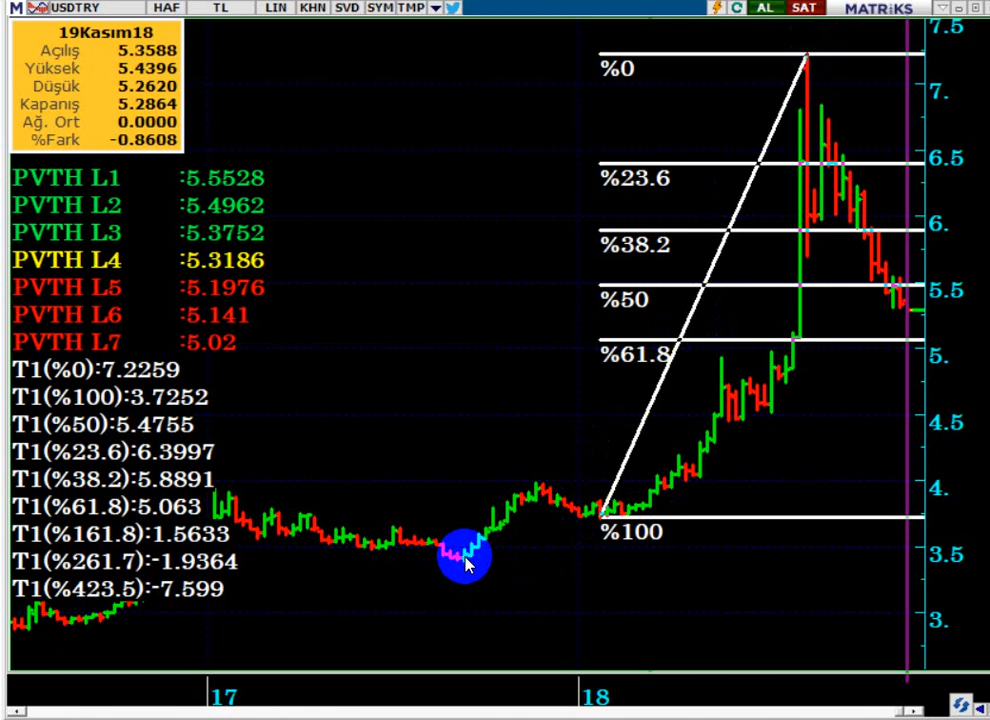 M USDTRY HAF TL LIN KHN SVD SYM TMP AL SAT MATRiKS
19Kasım18
Açılış 5.3588
Yüksek 5.4396
Düşük 5.2620
Kapanış 5.2864
Ağ. Ort 0.0000
%Fark -0.8608
PVTH L1 :5.5528
PVTH L2 :5.4962
PVTH L3 :5.3752
PVTH L4 :5.3186
PVTH L5 :5.1976
PVTH L6 :5.141
PVTH L7 :5.02
T1(%0):7.2259
T1(%100):3.7252
T1(%50):5.4755
T1(%23.6):6.3997
T1(%38.2):5.8891
T1(%61.8):5.063
T1(%161.8):1.5633
T1(%261.7):-1.9364
T1(%423.5):-7.599
%0
%23.6
%38.2
%50
%61.8
%100
7.5
7.
6.5
6.
5.5
5.
4.5
4.
3.5
3.
17 18